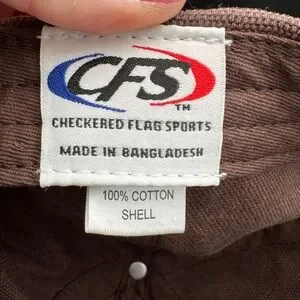 CFS
TM
CHECKERED FLAG SPORTS
MADE IN BANGLADESH
100% COTTON
SHELL